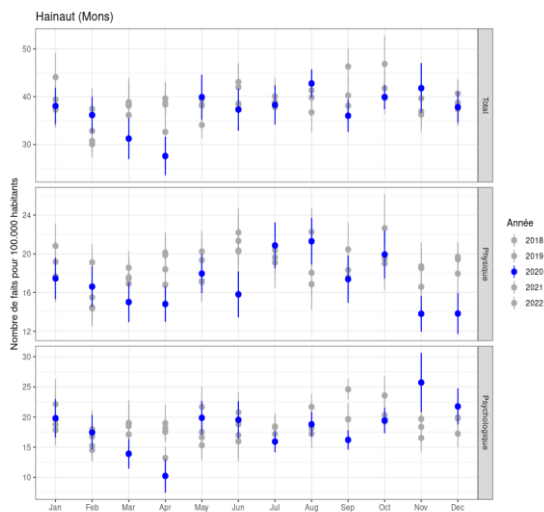 Hainaut (Mons)
Nombre de faits pour 100.000 habitants
50
40
30
Total
24
20
16
12
Physique
30
25
20
15
10
Psychologique
Jan Feb Mar Apr May Jun Jul Aug Sep Oct Nov Dec
Année
2018
2019
2020
2021
2022